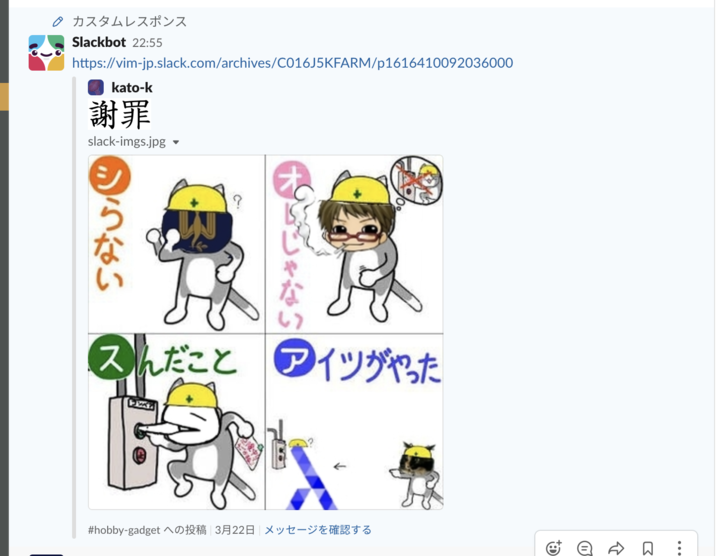 カスタムレスポンス
Slackbot 22:55
https://vim-jp.slack.com/archives/C016J5KFARM/p1616410092036000
kato-k
謝罪
slack-imgs.jpg
シらない
?
オレじゃない
スんだこと
アイツがやった
?
#hobby-gadget への投稿 | 3月22日 | メッセージを確認する